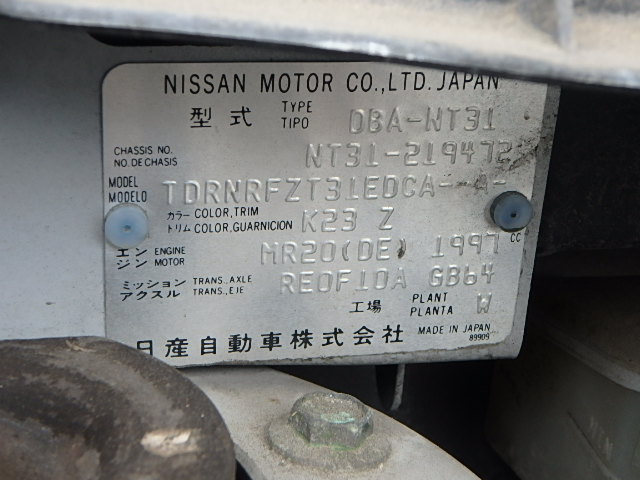 NISSAN MOTOR CO.,LTD. JAPAN
型式 TYPE TIPO DBA-NT31
CHASSIS NO. NO.DE CHASIS NT31-219472
MODEL MODELO TDRNRFZT31EDCA--A-
カラー COLOR,TRIM トリム COLOR,GUARNICION K23 Z
エンジン ENGINE MOTOR MR20(DE) 1997 CC
ミッション TRANS.,AXLE アクスル TRANS.,EJE RE0F10A GB64
工場 PLANT PLANTA W
日産自動車株式会社 MADE IN JAPAN 89909